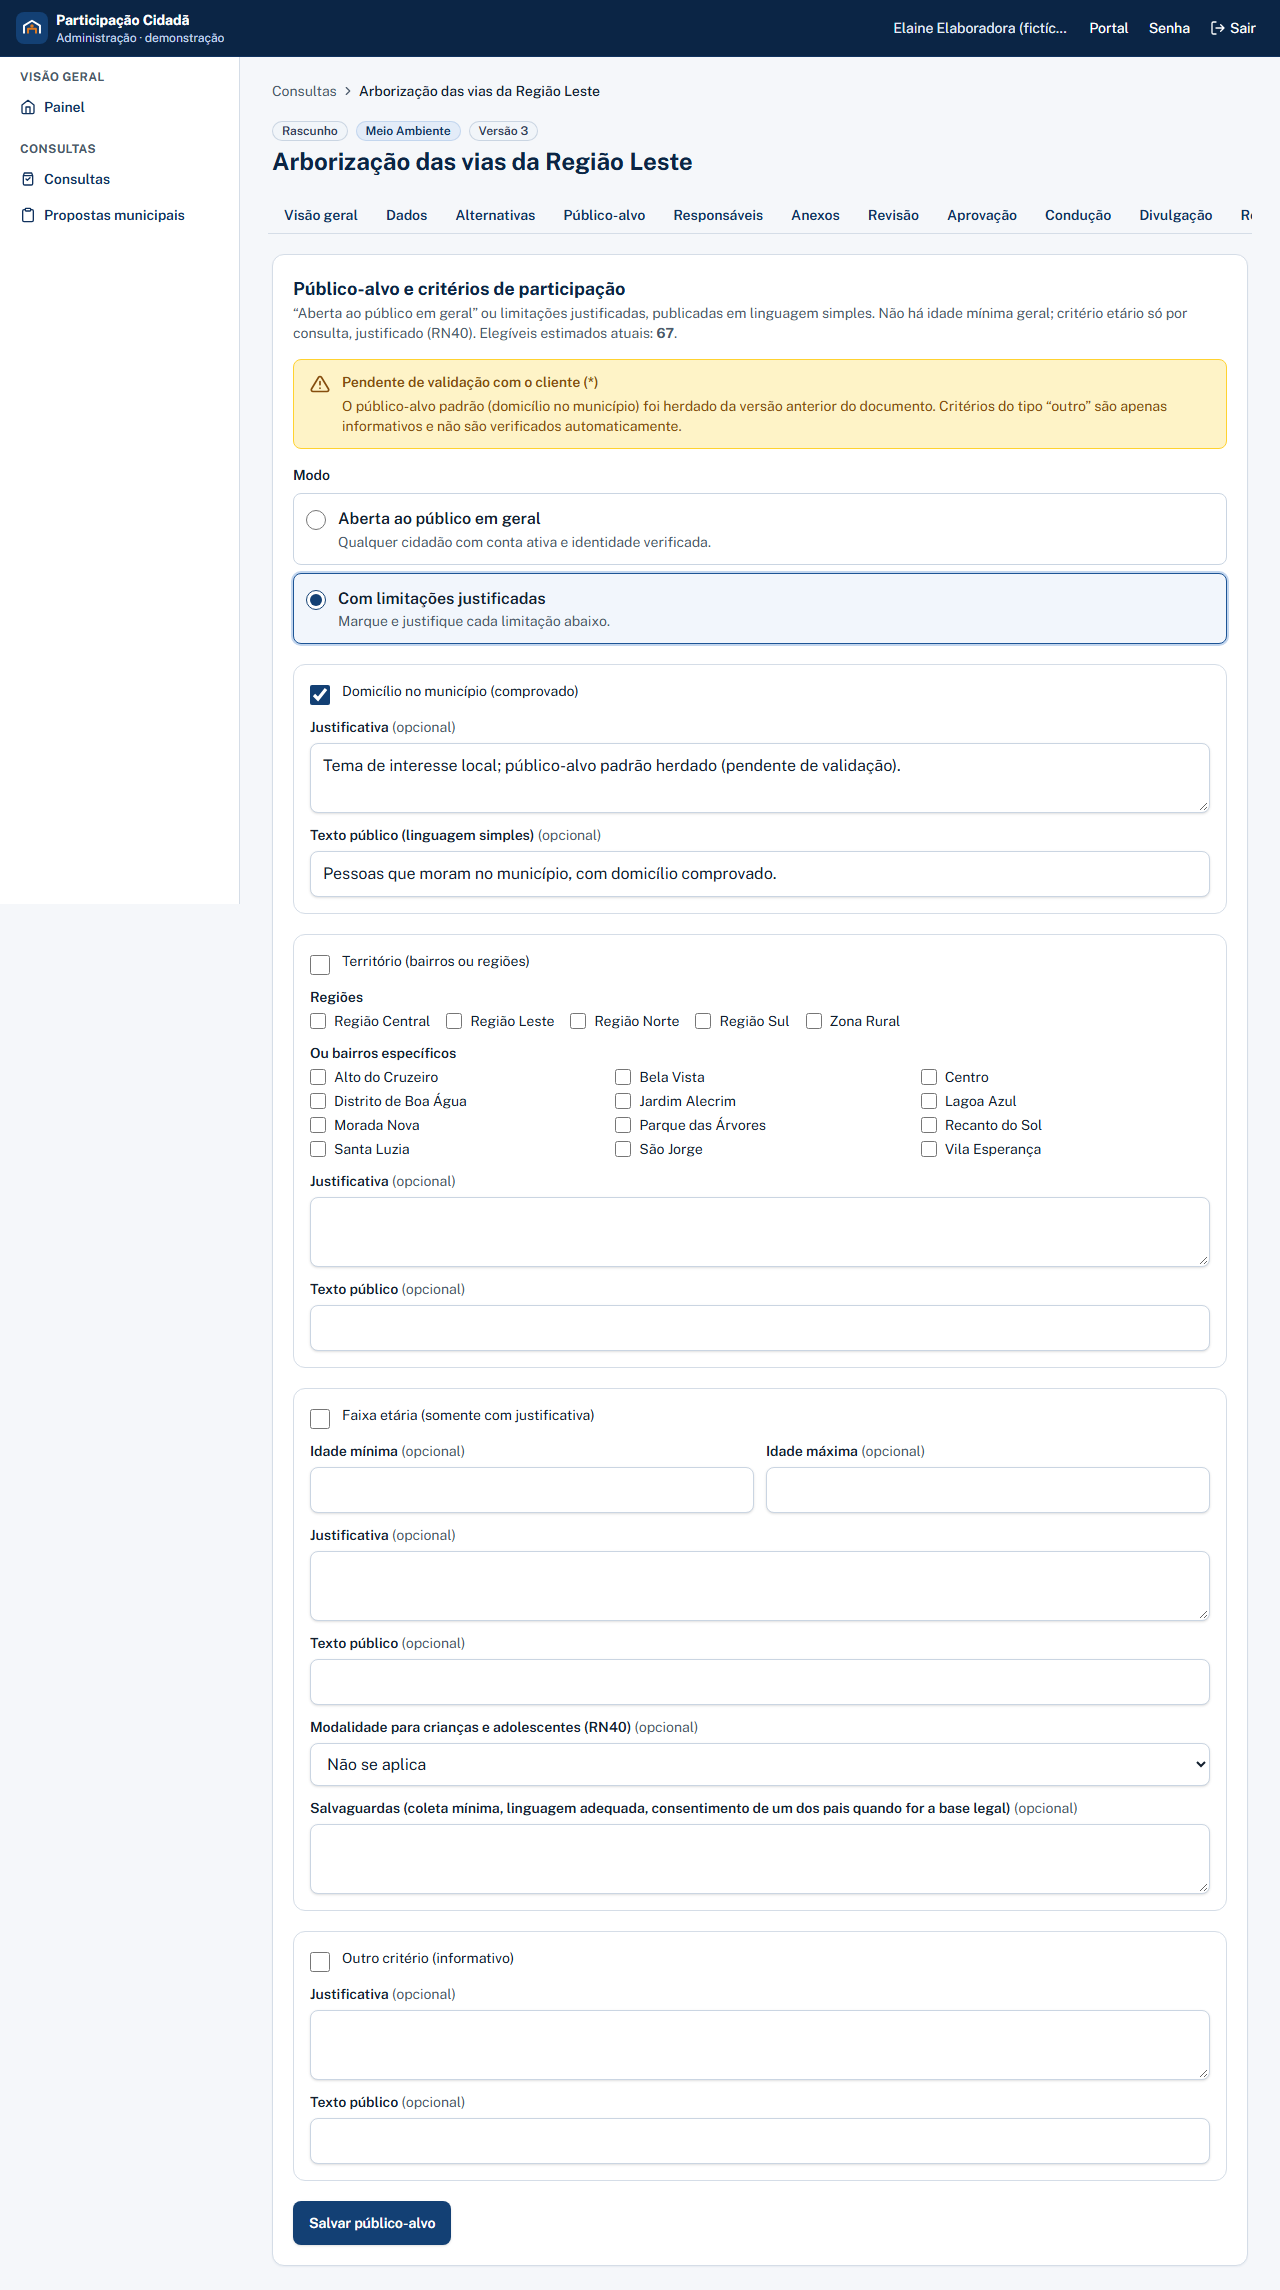 Participação Cidadã
Administração · demonstração
Elaine Elaboradora (fictíc...
Portal
Senha
Sair
VISÃO GERAL
Painel
CONSULTAS
Consultas
Propostas municipais
Consultas > Arborização das vias da Região Leste
Rascunho
Meio Ambiente
Versão 3
Arborização das vias da Região Leste
Visão geral
Dados
Alternativas
Público-alvo
Responsáveis
Anexos
Revisão
Aprovação
Condução
Divulgação
Público-alvo e critérios de participação
“Aberta ao público em geral” ou limitações justificadas, publicadas em linguagem simples. Não há idade mínima geral; critério etário só por
consulta, justificado (RN40). Elegíveis estimados atuais: 67.
Pendente de validação com o cliente (*)
O público-alvo padrão (domicílio no município) foi herdado da versão anterior do documento. Critérios do tipo “outro” são apenas
informativos e não são verificados automaticamente.
Modo
Aberta ao público em geral
Qualquer cidadão com conta ativa e identidade verificada.
Com limitações justificadas
Marque e justifique cada limitação abaixo.
Domicílio no município (comprovado)
Justificativa (opcional)
Tema de interesse local; público-alvo padrão herdado (pendente de validação).
Texto público (linguagem simples) (opcional)
Pessoas que moram no município, com domicílio comprovado.
Território (bairros ou regiões)
Regiões
Região Central
Região Leste
Região Norte
Região Sul
Zona Rural
Ou bairros específicos
Alto do Cruzeiro
Bela Vista
Centro
Distrito de Boa Água
Jardim Alecrim
Lagoa Azul
Morada Nova
Parque das Árvores
Recanto do Sol
Santa Luzia
São Jorge
Vila Esperança
Justificativa (opcional)
Texto público (opcional)
Faixa etária (somente com justificativa)
Idade mínima (opcional)
Idade máxima (opcional)
Justificativa (opcional)
Texto público (opcional)
Modalidade para crianças e adolescentes (RN40) (opcional)
Não se aplica
Salvaguardas (coleta mínima, linguagem adequada, consentimento de um dos pais quando for a base legal) (opcional)
Outro critério (informativo)
Justificativa (opcional)
Texto público (opcional)
Salvar público-alvo